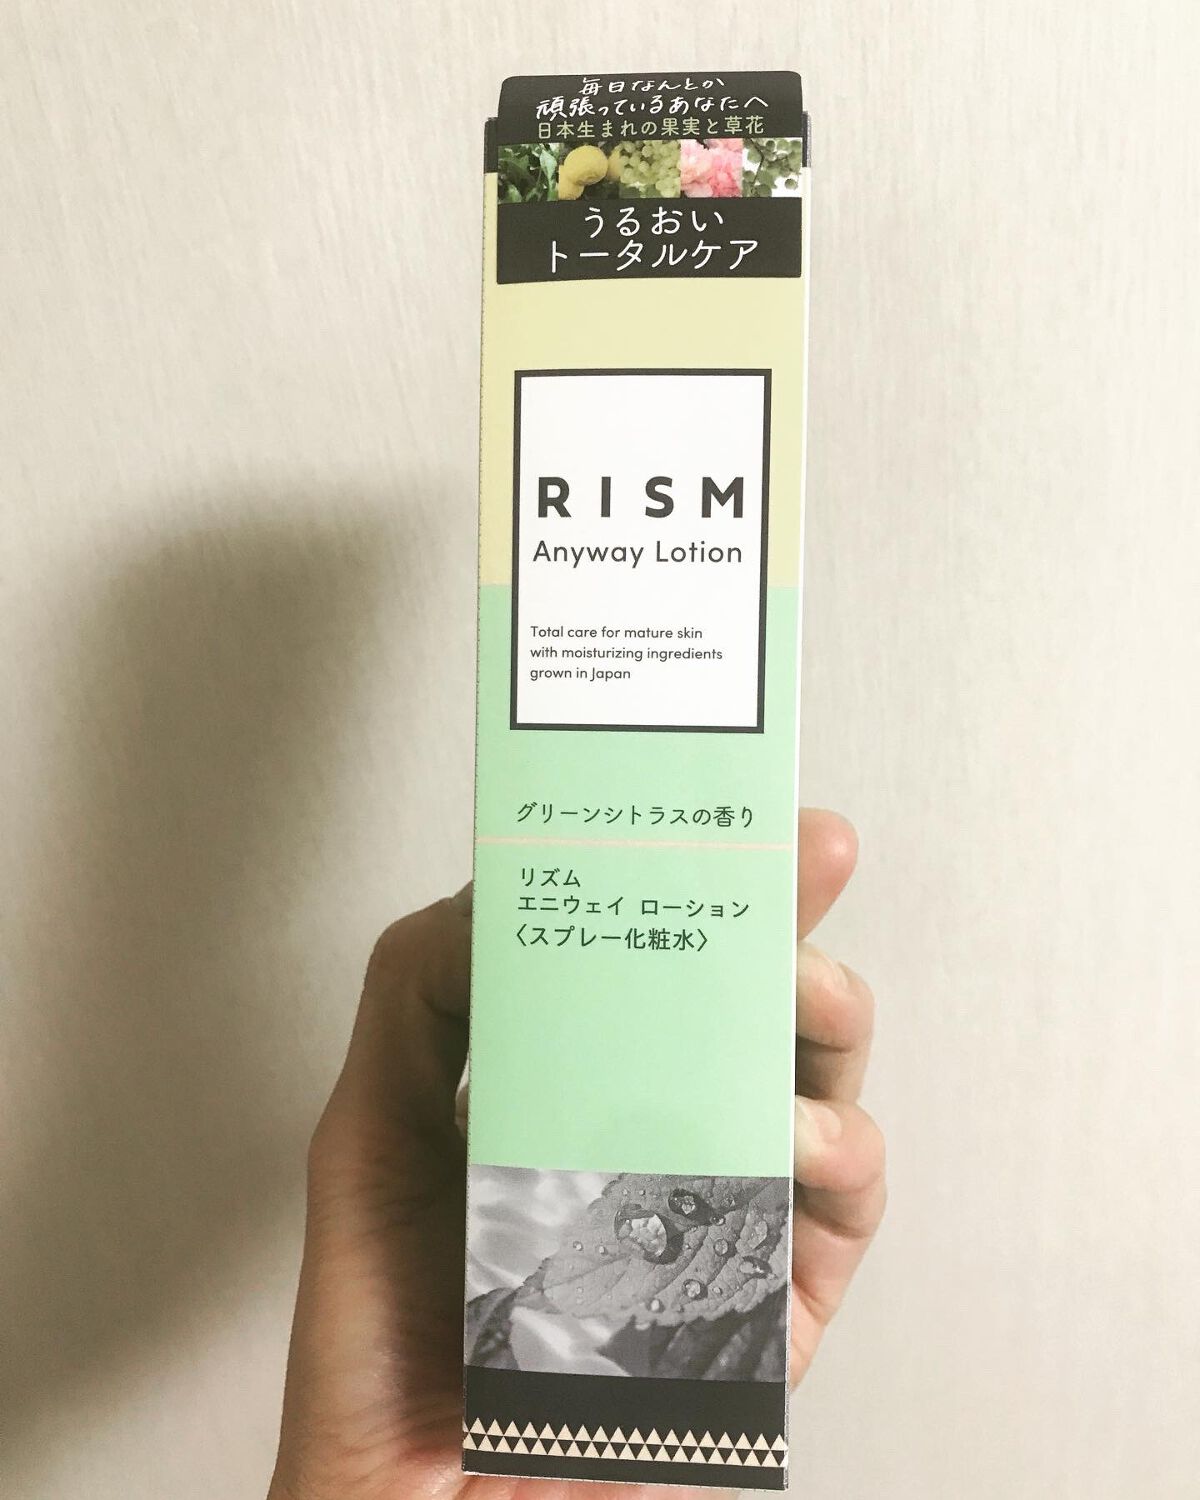 毎日なんとか
頑張っているあなたへ
日本生まれの果実と草花
うるおい
トータルケア
RISM
Anyway Lotion
Total care for mature skin
with moisturizing ingredients
grown in Japan
グリーンシトラスの香り
リズム
エニウェイ ローション
〈スプレー化粧水〉